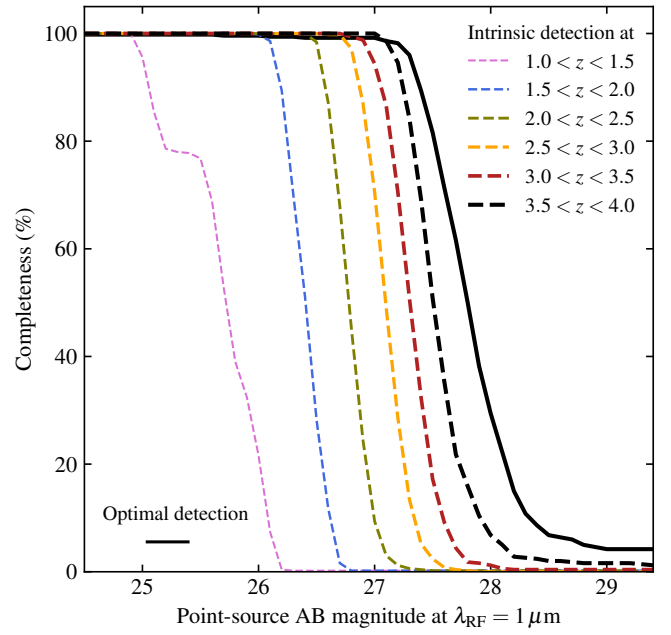 100
80
60
40
20
0
Completeness (%)
Intrinsic detection at
1.0 < z < 1.5
1.5 < z < 2.0
2.0 < z < 2.5
2.5 < z < 3.0
3.0 < z < 3.5
3.5 < z < 4.0
Optimal detection
25 26 27 28 29
Point-source AB magnitude at λRF = 1 μm